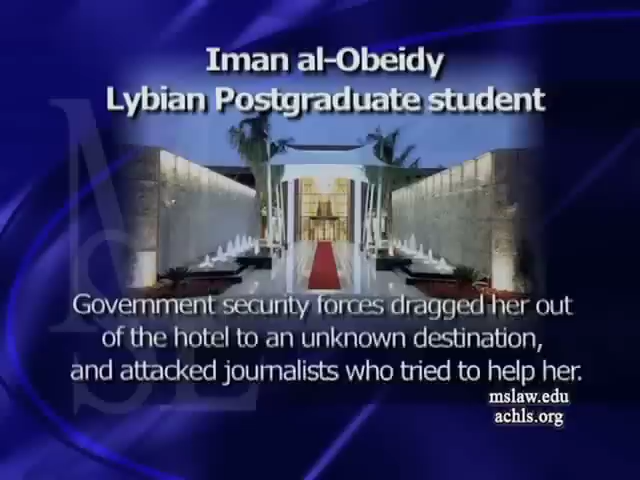 Iman al-Obeidy
Lybian Postgraduate student
Government security forces dragged her out
of the hotel to an unknown destination,
and attacked journalists who tried to help her.
mslaw.edu
achls.org
MSL